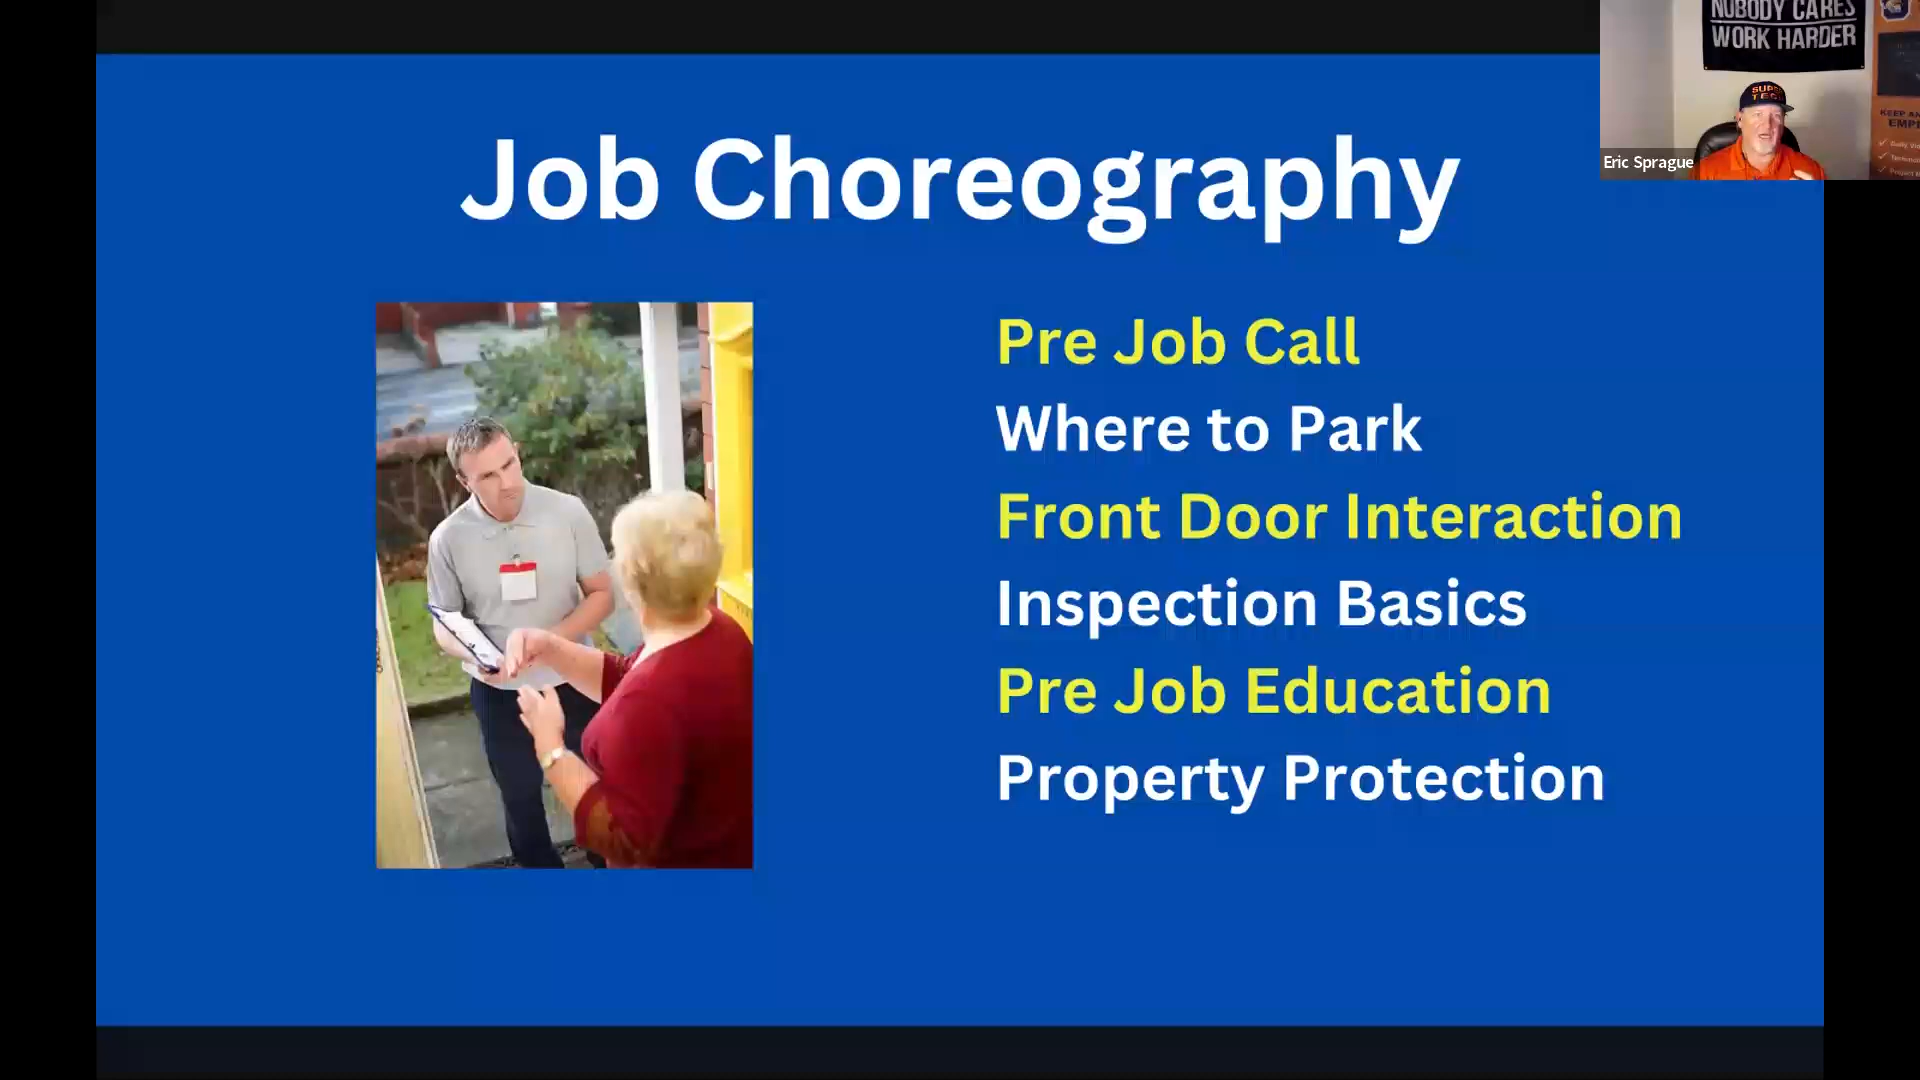 NOBODY CARES
WORK HARDER
Eric Sprague
Job Choreography
Pre Job Call
Where to Park
Front Door Interaction
Inspection Basics
Pre Job Education
Property Protection